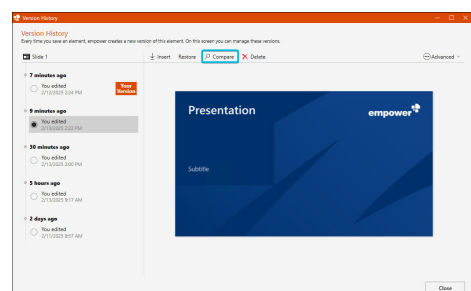 Version History
Version History
Every time you save an element, empower creates a new version of this element. On this screen you can manage these versions.
Slide 1
Insert Restore Compare Delete Advanced
7 minutes ago
You edited
2/13/2025 2:24 PM
Your Version
9 minutes ago
You edited
2/13/2025 2:22 PM
30 minutes ago
You edited
2/13/2025 2:00 PM
5 hours ago
You edited
2/13/2025 9:17 AM
2 days ago
You edited
2/11/2025 8:57 AM
Presentation
empower
Subtitle
Close